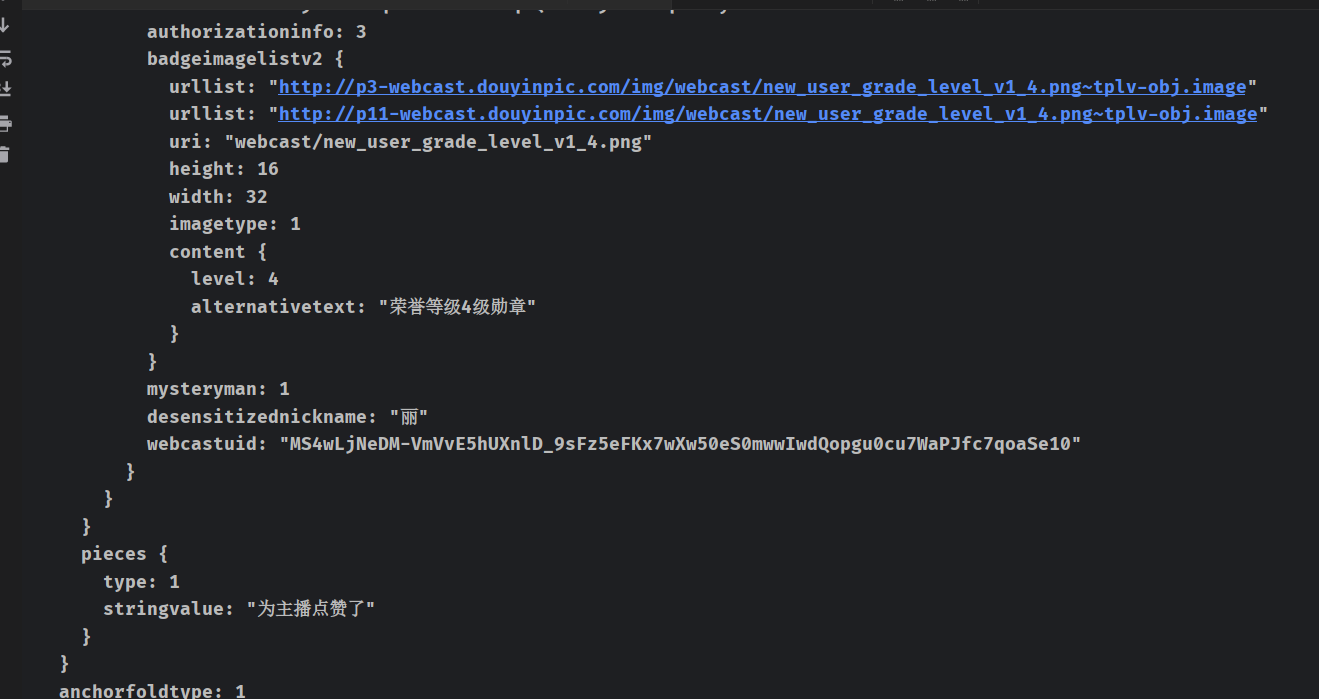 authorizationinfo: 3
badgeimagelistv2 {
urllist: "http://p3-webcast.douyinpic.com/img/webcast/new_user_grade_level_v1_4.png~tplv-obj.image"
urllist: "http://p11-webcast.douyinpic.com/img/webcast/new_user_grade_level_v1_4.png~tplv-obj.image"
uri: "webcast/new_user_grade_level_v1_4.png"
height: 16
width: 32
imagetype: 1
content {
level: 4
alternativetext: "荣誉等级4级勋章"
}
}
mysteryman: 1
desensitizednickname: "丽"
webcastuid: "MS4wLjNeDM-VmVvE5hUXnlD_9sFz5eFKx7wXw50eS0mwwIwdQopgu0cu7WaPJfc7qoaSe10"
}
}
}
pieces {
type: 1
stringvalue: "为主播点赞了"
}
}
anchorfoldtype: 1